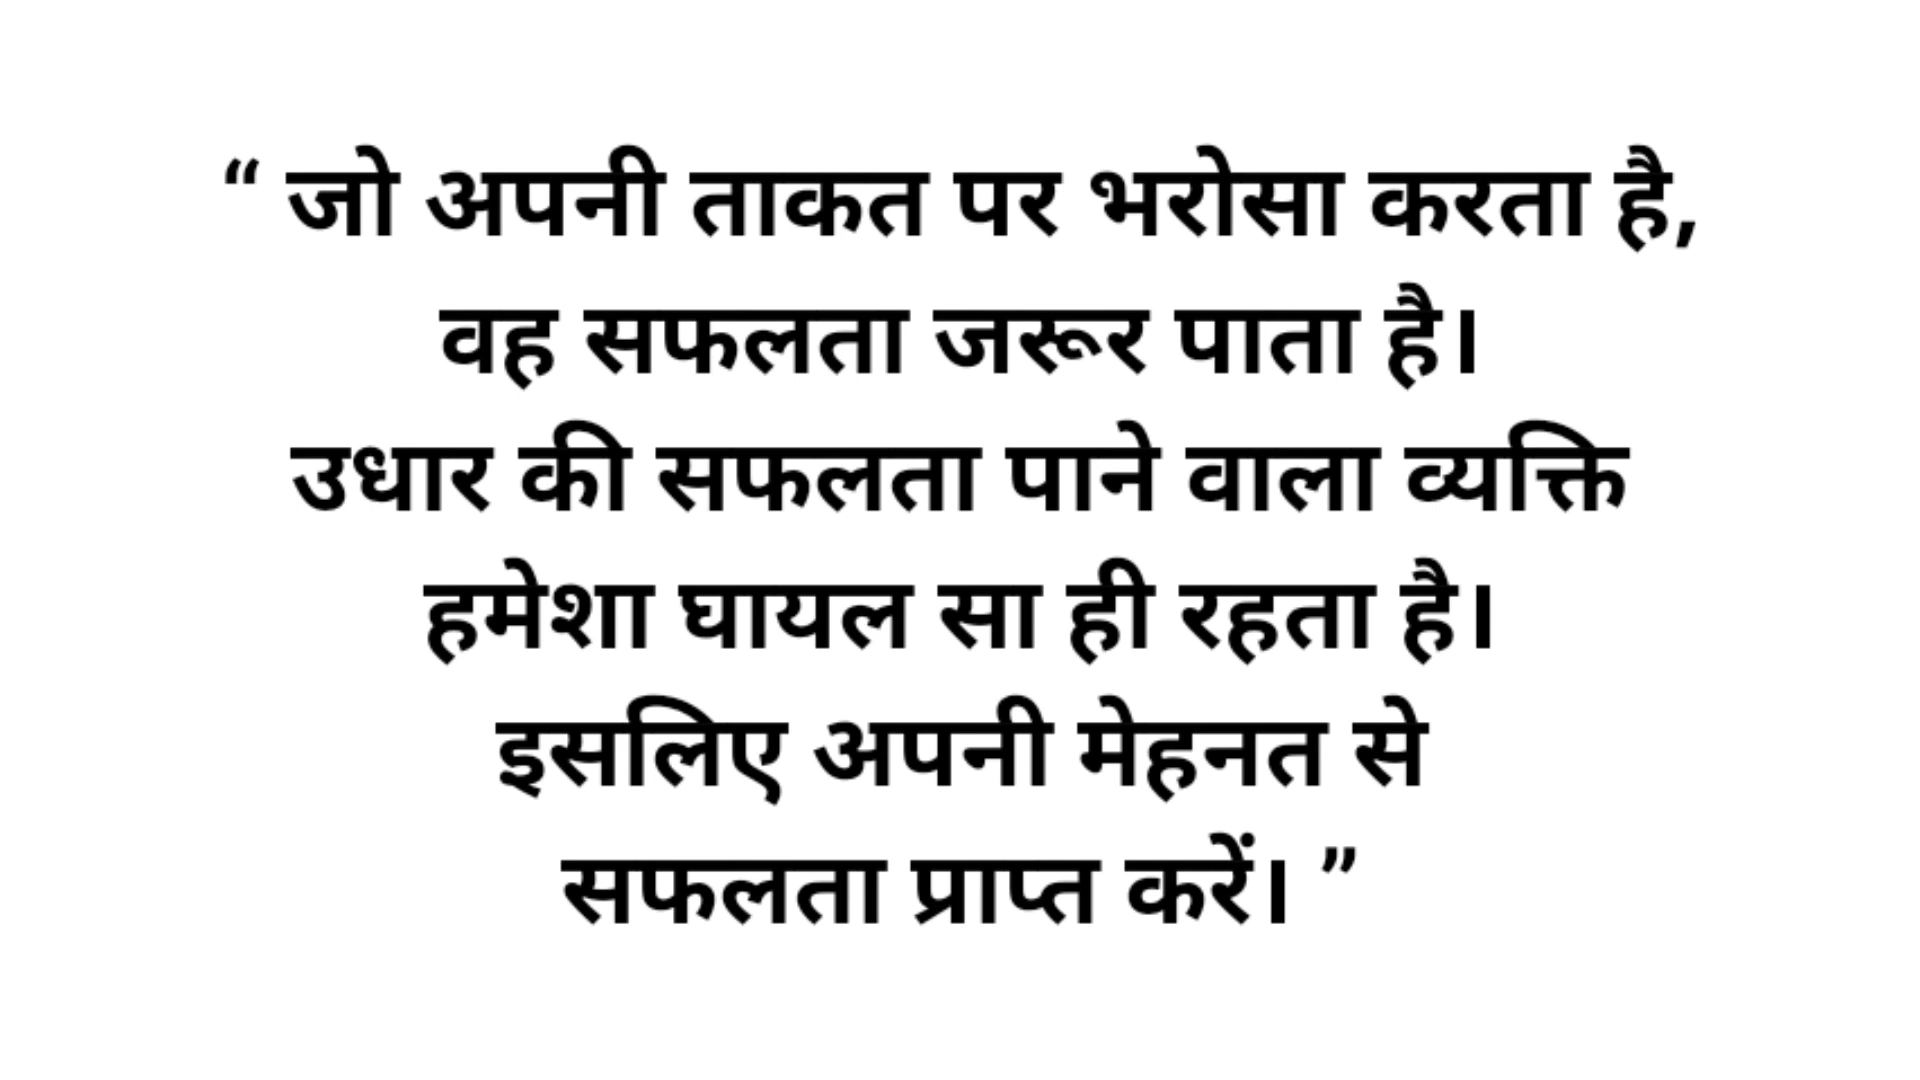 “ जो अपनी ताकत पर भरोसा करता है,
वह सफलता जरूर पाता है।
उधार की सफलता पाने वाला व्यक्ति
हमेशा घायल सा ही रहता है।
इसलिए अपनी मेहनत से
सफलता प्राप्त करें। ”